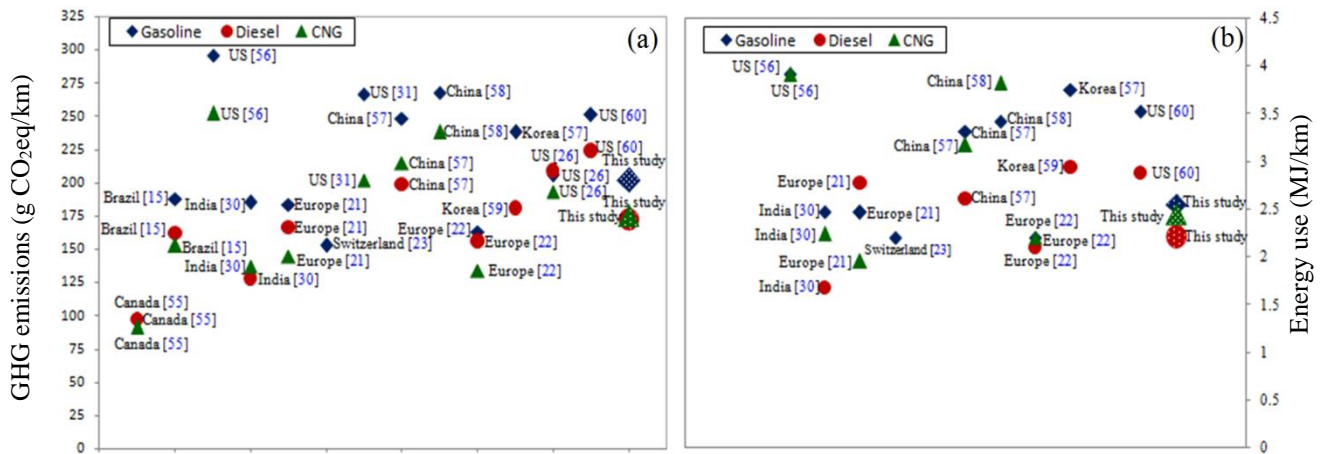 GHG emissions (g CO₂eq/km)
325
300
275
250
225
200
175
150
125
100
75
50
25
0
Gasoline Diesel CNG
(a)
US [56]
US [56]
US [31]
China [58]
China [57]
US [60]
China [58]
Korea [57]
US [60]
US [26]
This study
China [57]
US [31]
China [57]
US [26]
US [26]
Brazil [15]
India [30]
Europe [21]
Korea [59]
This study
This study
Brazil [15]
Europe [21]
Europe [22]
Switzerland [23]
Europe [22]
Brazil [15]
Europe [21]
India [30]
India [30]
Europe [22]
Canada [55]
Canada [55]
Canada [55]
(b)
Gasoline Diesel CNG
US [56]
US [56]
China [58]
Korea [57]
US [60]
China [58]
China [57]
China [57]
Korea [59]
US [60]
Europe [21]
China [57]
India [30]
Europe [21]
Europe [22]
This study
This study
India [30]
Switzerland [23]
Europe [22]
This study
Europe [21]
Europe [22]
India [30]
4.5
4
3.5
3
2.5
2
1.5
1
0.5
0
Energy use (MJ/km)